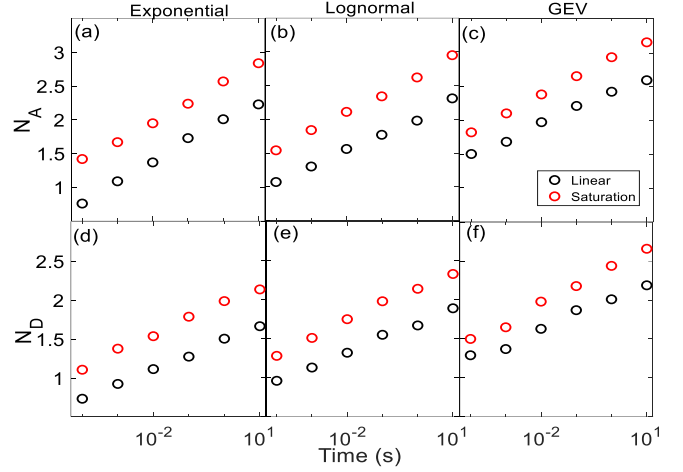 Exponential Lognormal GEV
(a) (b) (c)
3
2.5
2
1.5
1
N_A
Linear
Saturation
(d) (e) (f)
2.5
2
1.5
1
N_D
10^-2 10^1 10^-2 10^1 10^-2 10^1
Time (s)